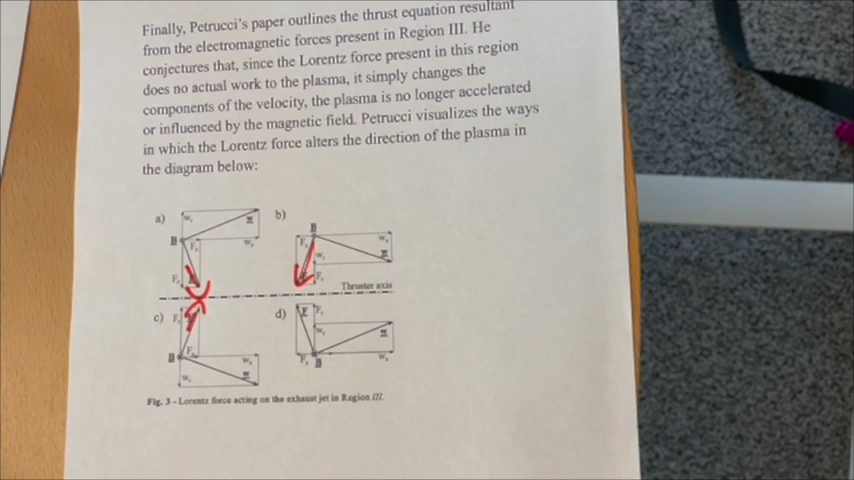 Finally, Petrucci's paper outlines the thrust equation resultant
from the electromagnetic forces present in Region III. He
conjectures that, since the Lorentz force present in this region
does no actual work to the plasma, it simply changes the
components of the velocity, the plasma is no longer accelerated
or influenced by the magnetic field. Petrucci visualizes the ways
in which the Lorentz force alters the direction of the plasma in
the diagram below:
a)
b)
B
B
Thruster axis
c)
d)
B
F
B
Fig. 3 - Lorentz force acting on the exhaust jet in Region III.